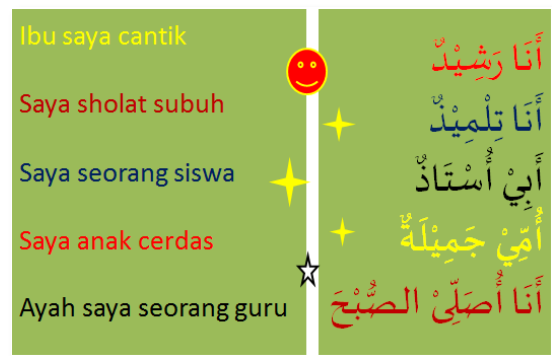 Ibu saya cantik
Saya sholat subuh
Saya seorang siswa
Saya anak cerdas
Ayah saya seorang guru
أَنَا رَشِيْدٌ
أَنَا تِلْمِيْذٌ
أَبِيْ أُسْتَاذٌ
أُمِّيْ جَمِيْلَةٌ
أَنَا أُصَلِّىْ الصُّبْحَ